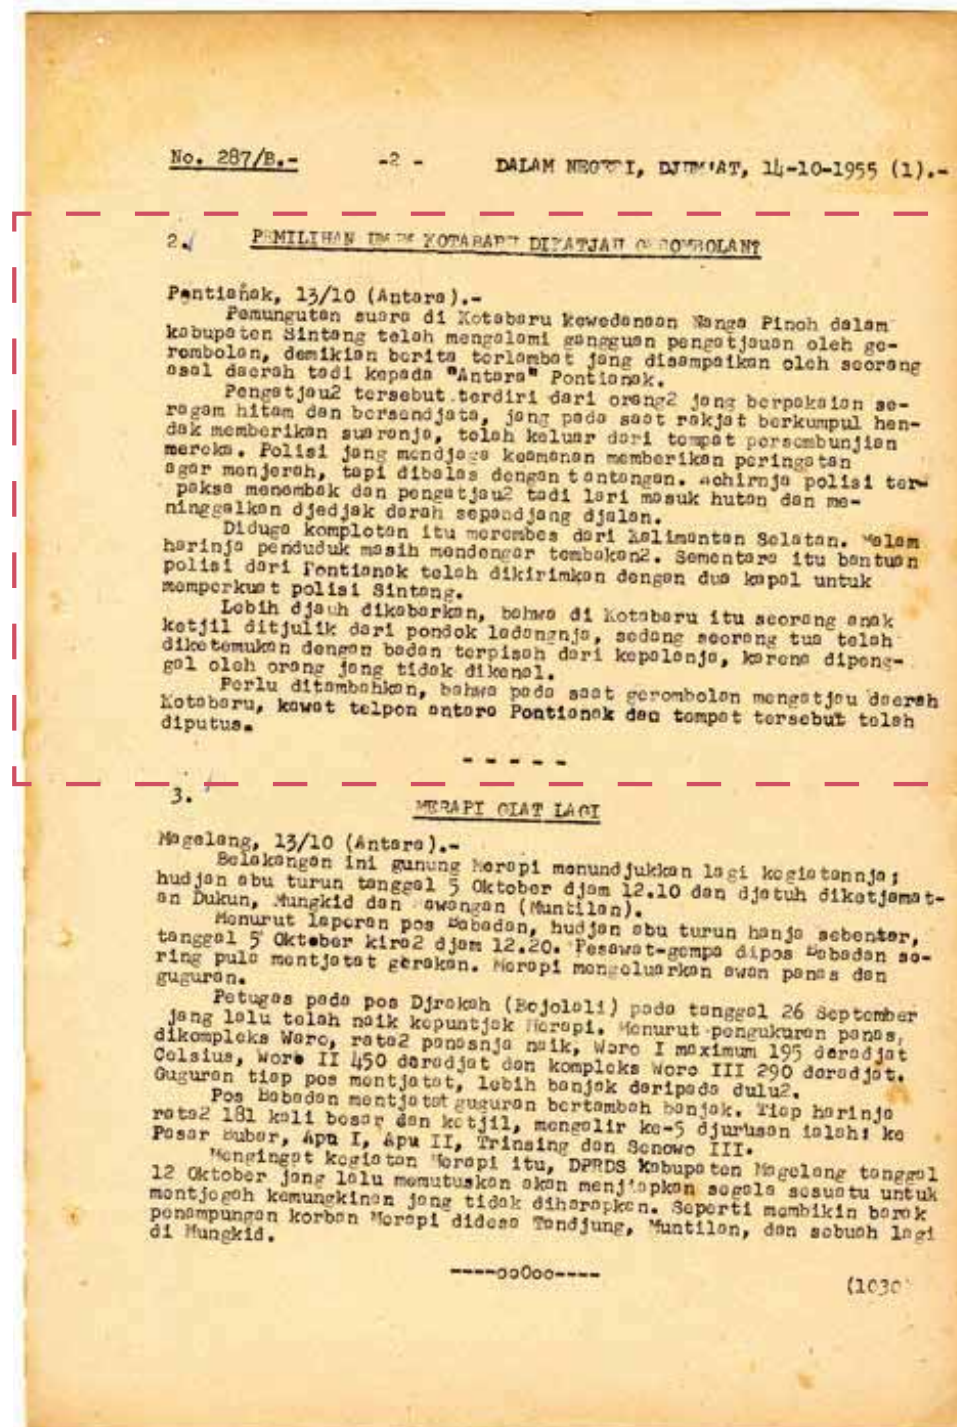 No. 287/B.- -2 - DALAM NEGERI, DJUM'AT, 14-10-1955 (1).-
2. PEMILIHAN UMUM KOTABARU DIKATJAU GEROMBOLAN?
Pontianak, 13/10 (Antara).-
Pemungutan suara di Kotabaru kewedanaan Nanga Pinoh dalam
kabupaten Sintang telah mengalami gangguan pengatjauan oleh ge-
rombolan, demikian berita terlambat jang disampaikan oleh seorang
asal daerah tadi kepada "Antara" Pontianak.
Pengatjau2 tersebut terdiri dari orang2 jang berpakaian se-
ragam hitam dan bersendjata, jang pada saat rakjat berkumpul hen-
dak memberikan suaranja, telah keluar dari tempat persembunjian
mereka. Polisi jang mendjaga keamanan memberikan peringatan
agar menjerah, tapi dibalas dengan tantangan. Achirnja polisi ter-
paksa menembak dan pengatjau2 tadi lari masuk hutan dan me-
ninggalkan djedjak darah sepandjang djalan.
Diduga komplotan itu merembes dari Kalimantan Selatan. Malam
harinja penduduk masih mendengar tembakan2. Sementara itu bantuan
polisi dari Pontianak telah dikirimkan dengan dua kapal untuk
memperkuat polisi Sintang.
Lebih djauh dikabarkan, bahwa di Kotabaru itu seorang anak
ketjil ditjulik dari pondok ladangnja, sedang seorang tua telah
diketemukan dengan badan terpisah dari kepalanja, karena dipeng-
gal oleh orang jang tidak dikenal.
Perlu ditambahkan, bahwa pada saat gerombolan mengatjau daerah
Kotabaru, kawat telpon antara Pontianak dan tempat tersebut telah
diputus.
- - - - -
3.
MERAPI GIAT LAGI
Magelang, 13/10 (Antara).-
Belakangan ini gunung Merapi menundjukkan lagi kegiatannja;
hudjan abu turun tanggal 5 Oktober djam 12.10 dan djatuh diketjamat-
an Dukun, Mungkid dan Sawangan (Muntilan).
Menurut laporan pos Babadan, hudjan abu turun hanja sebentar,
tanggal 5 Oktober kira2 djam 12.20. Pesawat-gempa dipos Babadan se-
ring pula mentjatat gerakan. Merapi mengeluarkan awan panas dan
guguran.
Petugas pada pos Djrakah (Bojolali) pada tanggal 26 September
jang lalu telah naik kepuntjak Merapi. Menurut pengukuran panas,
dikompleks Waro, rata2 panasnja naik, Woro I maximum 195 deradjat
Celsius, Woro II 450 deradjat dan kompleks Woro III 290 deradjat.
Guguran tiap pos mentjatat, lebih banjak daripada dulu2.
Pos Babadan mentjatat guguran bertambah banjak. Tiap harinja
rata2 181 kali besar dan ketjil, mengalir ke-5 djurusan ialah: ke
Pasar Bubar, Apu I, Apu II, Trinsing dan Senowo III.
Mengingat kegiatan Merapi itu, DPRDS Kabupaten Magelang tanggal
12 Oktober jang lalu memutuskan akan menjiapkan segala sesuatu untuk
mentjegah kemungkinan jang tidak diharapkan. Seperti membikin barak
penampungan korban Merapi didesa Tandjung, Muntilan, dan sebuah lagi
di Mungkid.
----ooOoo----
(1030